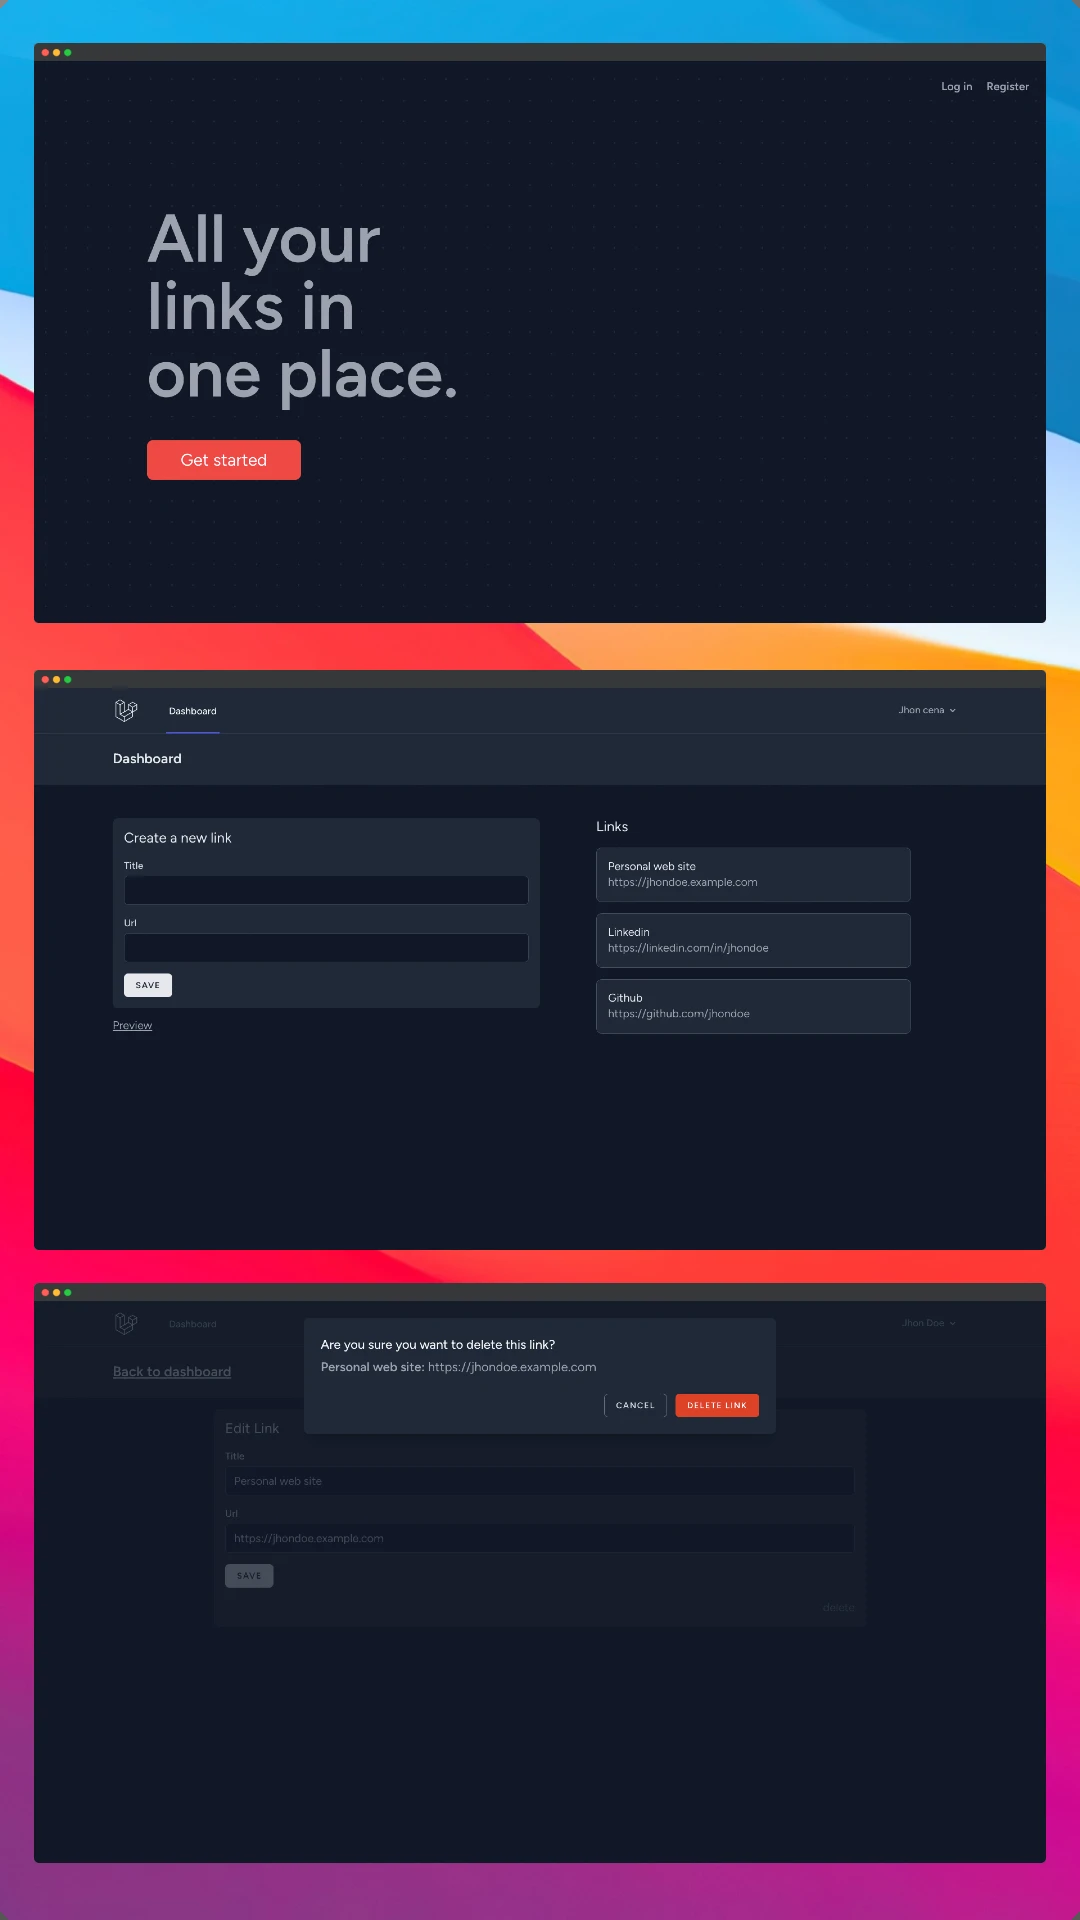 Log in Register
All your
links in
one place.
Get started
Dashboard
Jhon cena
Dashboard
Create a new link
Title
Url
SAVE
Preview
Links
Personal web site
https://jhondoe.example.com
Linkedin
https://linkedin.com/in/jhondoe
Github
https://github.com/jhondoe
Dashboard
Jhon Doe
Back to dashboard
Are you sure you want to delete this link?
Personal web site: https://jhondoe.example.com
CANCEL DELETE LINK
Edit Link
Title
Personal web site
Url
https://jhondoe.example.com
SAVE
delete